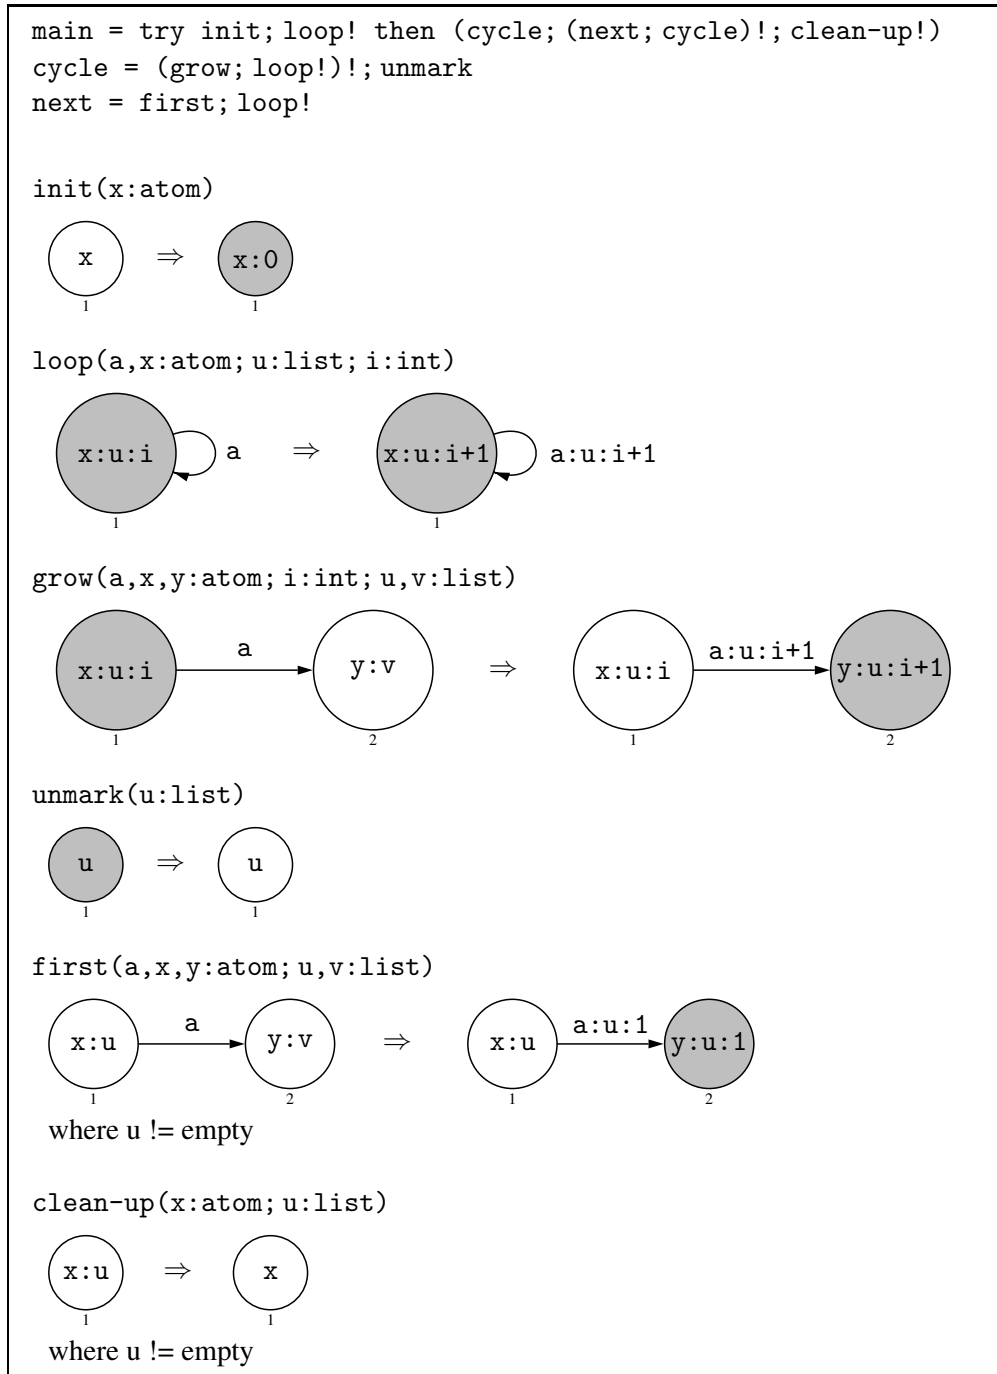 main = try init; loop! then (cycle; (next; cycle)!; clean-up!)
cycle = (grow; loop!)!; unmark
next = first; loop!
init(x:atom)
x ⇒ x:0
1 1
loop(a,x:atom; u:list; i:int)
x:u:i a ⇒ x:u:i+1 a:u:i+1
1 1
grow(a,x,y:atom; i:int; u,v:list)
x:u:i a y:v ⇒ x:u:i a:u:i+1 y:u:i+1
1 2 1 2
unmark(u:list)
u ⇒ u
1 1
first(a,x,y:atom; u,v:list)
x:u a y:v ⇒ x:u a:u:1 y:u:1
1 2 1 2
where u != empty
clean-up(x:atom; u:list)
x:u ⇒ x
1 1
where u != empty